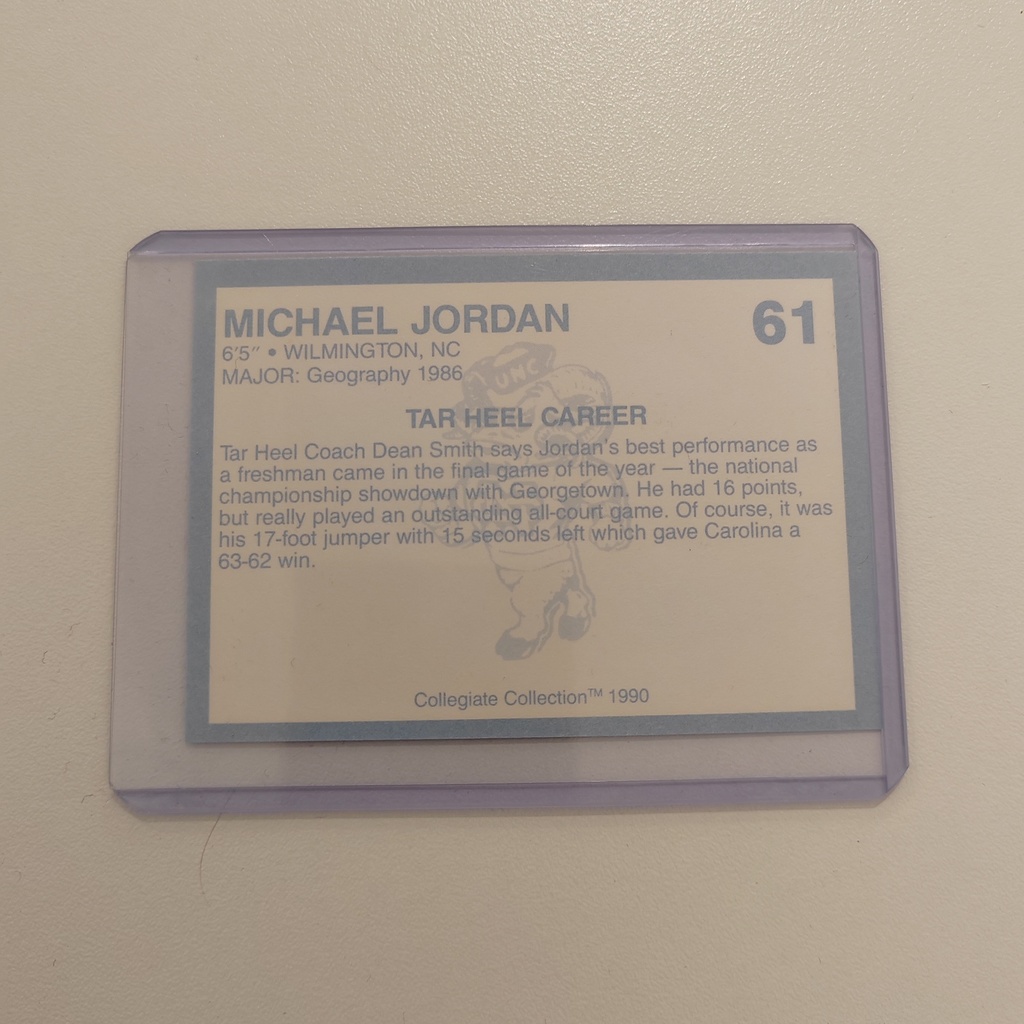 MICHAEL JORDAN 61
6'5" • WILMINGTON, NC
MAJOR: Geography 1986
UNC
TAR HEEL CAREER
Tar Heel Coach Dean Smith says Jordan's best performance as
a freshman came in the final game of the year — the national
championship showdown with Georgetown. He had 16 points,
but really played an outstanding all-court game. Of course, it was
his 17-foot jumper with 15 seconds left which gave Carolina a
63-62 win.
Collegiate Collection™ 1990